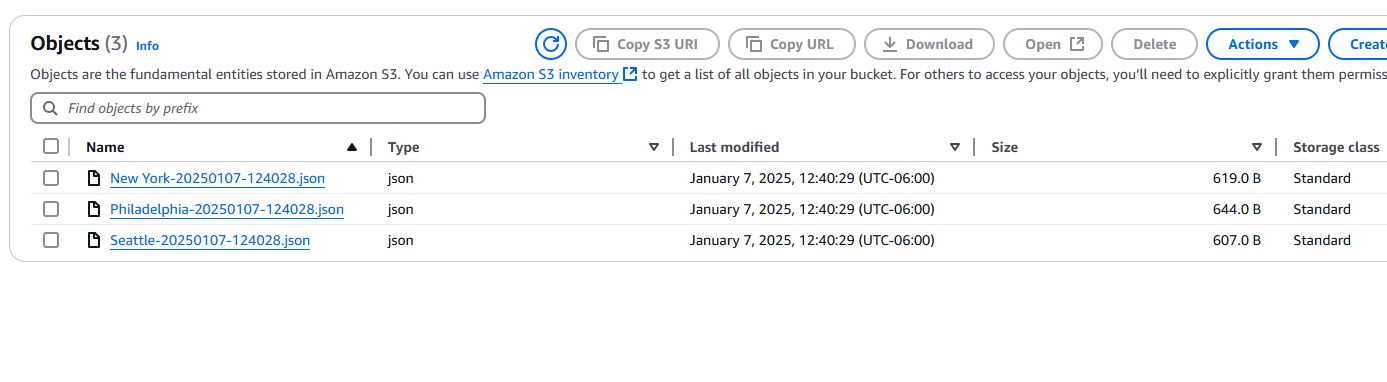 Objects (3) Info Copy S3 URI Copy URL Download Open Delete Actions Create
Objects are the fundamental entities stored in Amazon S3. You can use Amazon S3 inventory to get a list of all objects in your bucket. For others to access your objects, you'll need to explicitly grant them permiss
Find objects by prefix
Name Type Last modified Size Storage class
New York-20250107-124028.json json January 7, 2025, 12:40:29 (UTC-06:00) 619.0 B Standard
Philadelphia-20250107-124028.json json January 7, 2025, 12:40:29 (UTC-06:00) 644.0 B Standard
Seattle-20250107-124028.json json January 7, 2025, 12:40:29 (UTC-06:00) 607.0 B Standard